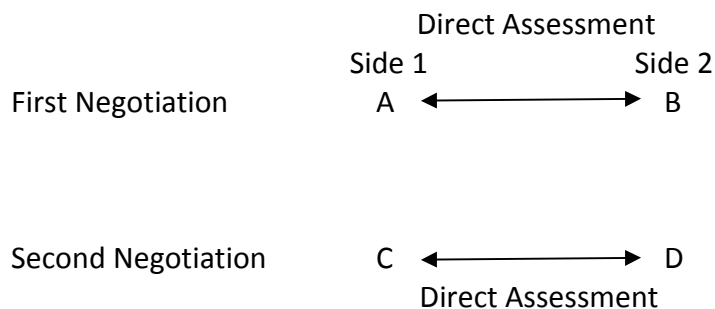 Direct Assessment
Side 1 Side 2
First Negotiation A B
Second Negotiation C D
Direct Assessment